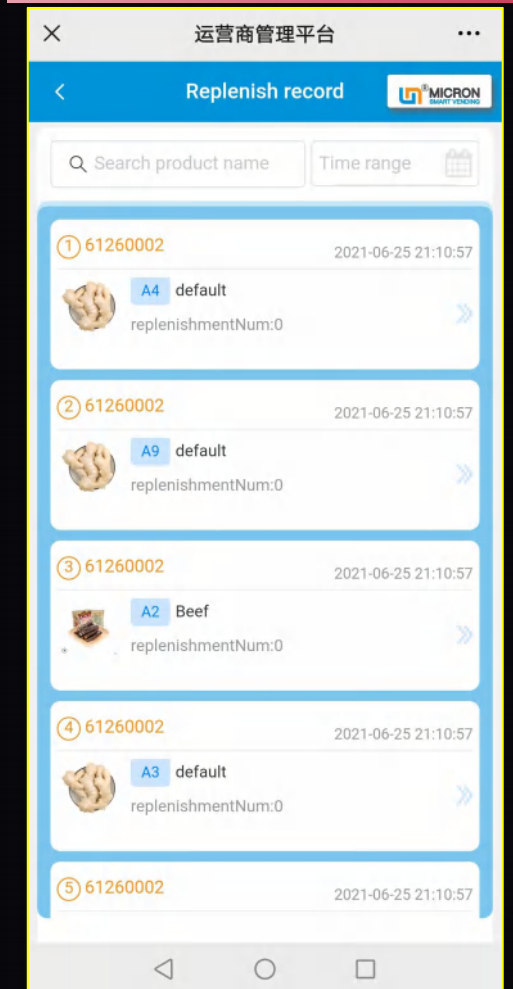 运营商管理平台
Replenish record
MICRON
SMART VENDING
Search product name
Time range
① 61260002
2021-06-25 21:10:57
A4 default
replenishmentNum:0
② 61260002
2021-06-25 21:10:57
A9 default
replenishmentNum:0
③ 61260002
2021-06-25 21:10:57
A2 Beef
replenishmentNum:0
④ 61260002
2021-06-25 21:10:57
A3 default
replenishmentNum:0
⑤ 61260002
2021-06-25 21:10:57